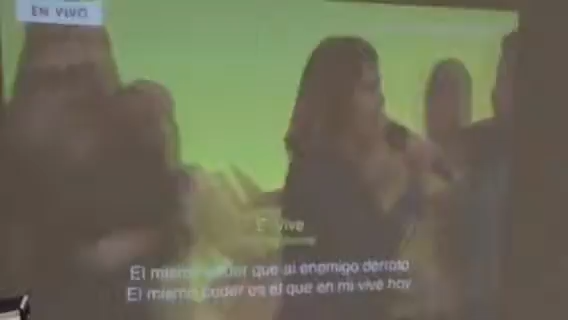 EN VIVO
El Vive
El mismo poder que al enemigo derroto
El mismo poder es el que en mi vive hoy